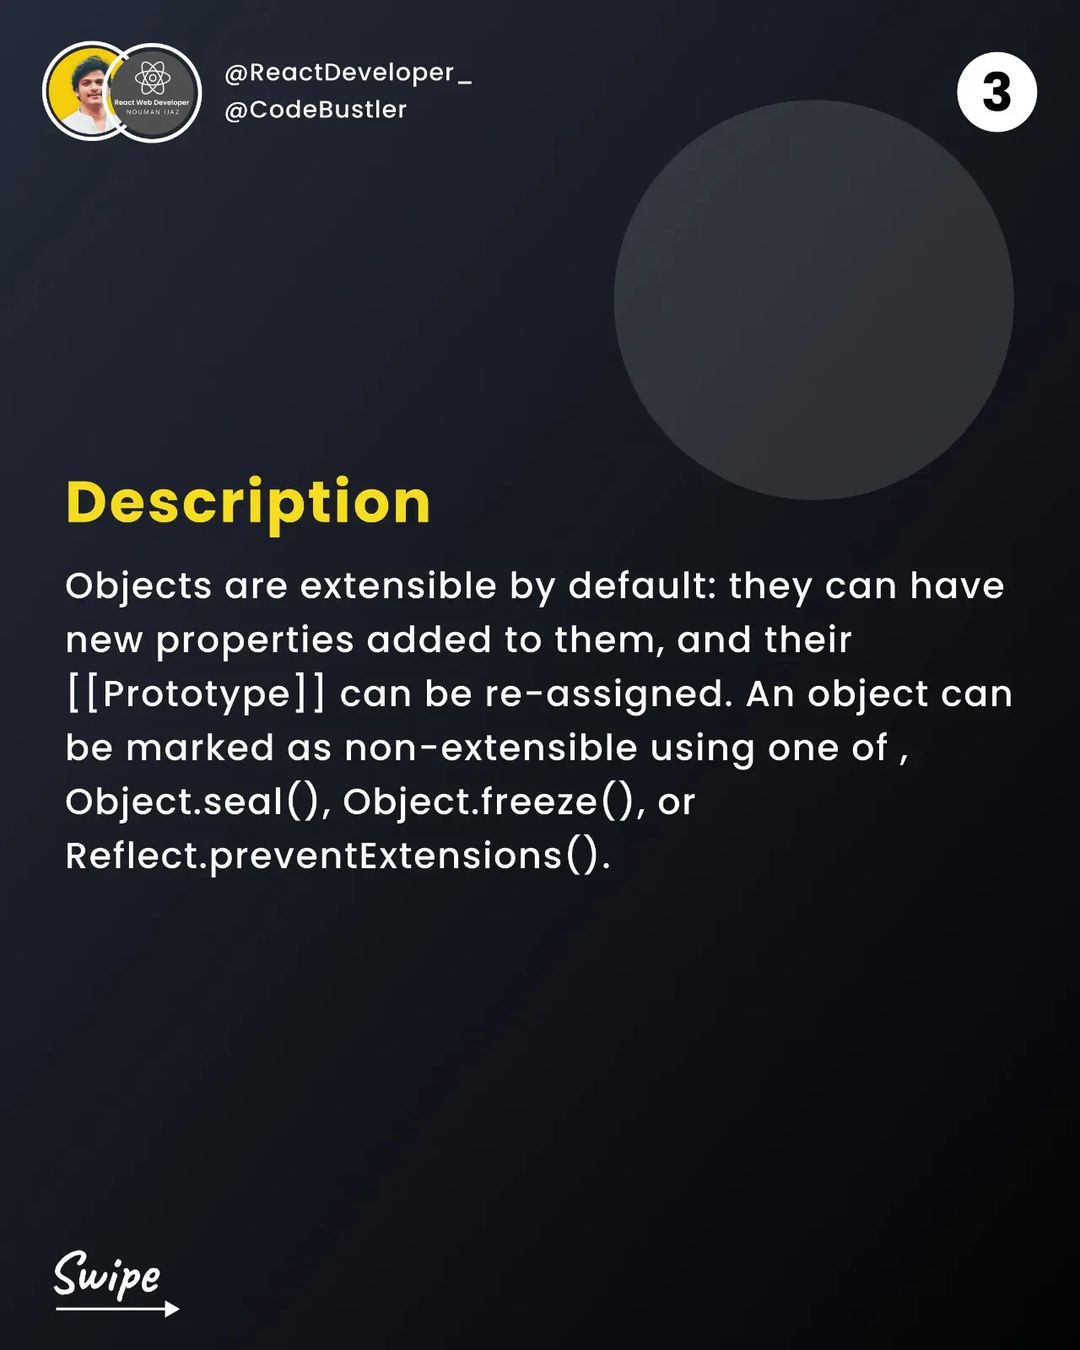 @ReactDeveloper_
@CodeBustler
React Web Developer
NOUMAN IJAZ
3
Description
Objects are extensible by default: they can have
new properties added to them, and their
[[Prototype]] can be re-assigned. An object can
be marked as non-extensible using one of ,
Object.seal(), Object.freeze(), or
Reflect.preventExtensions().
Swipe